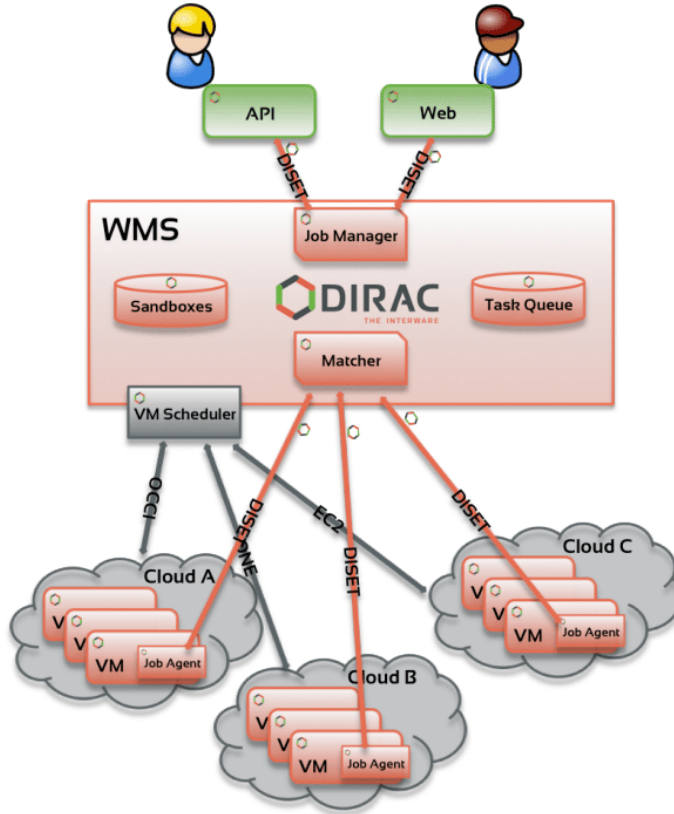 API
Web
DISET
DISET
WMS
Job Manager
DIRAC
THE INTERWARE
Sandboxes
Task Queue
Matcher
VM Scheduler
OCCI
DISET
ONE
EC2
DISET
DISET
Cloud A
V
V
VM
Job Agent
Cloud C
V
V
VM
Job Agent
Cloud B
V
V
VM
Job Agent